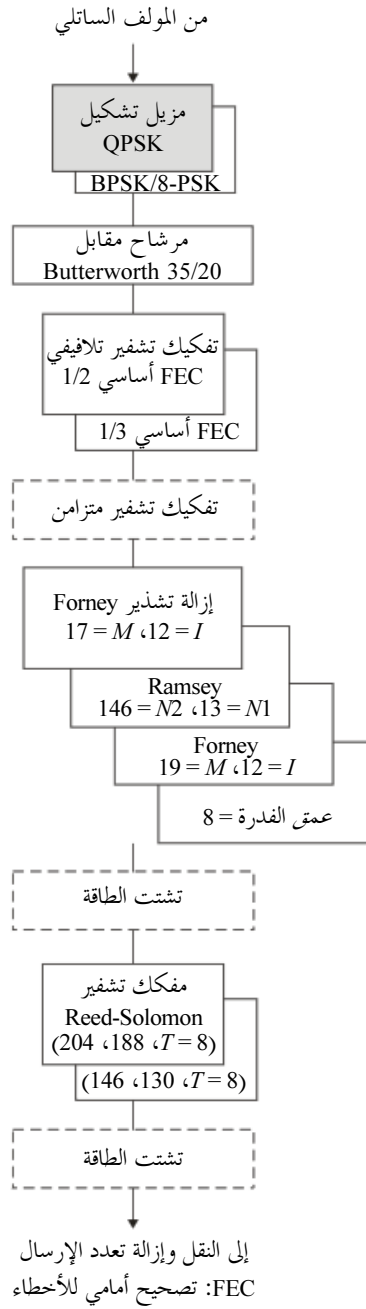 من المولف الساتلي
مزيل تشكيل
QPSK
BPSK/8-PSK
مرشاح مقابل
Butterworth 35/20
تفكيك تشفير تلافيفي
FEC أساسي 1/2
FEC أساسي 1/3
تفكيك تشفير متزامن
إزالة تشذير Forney
17 = M ،12 = I
Ramsey
146 = N2 ،13 = N1
Forney
19 = M ،12 = I
عمق الفدرة = 8
تشتت الطاقة
مفكك تشفير
Reed-Solomon
(204 ،188 ،T = 8)
(146 ،130 ،T = 8)
تشتت الطاقة
إلى النقل وإزالة تعدد الإرسال
FEC: تصحيح أمامي للأخطاء